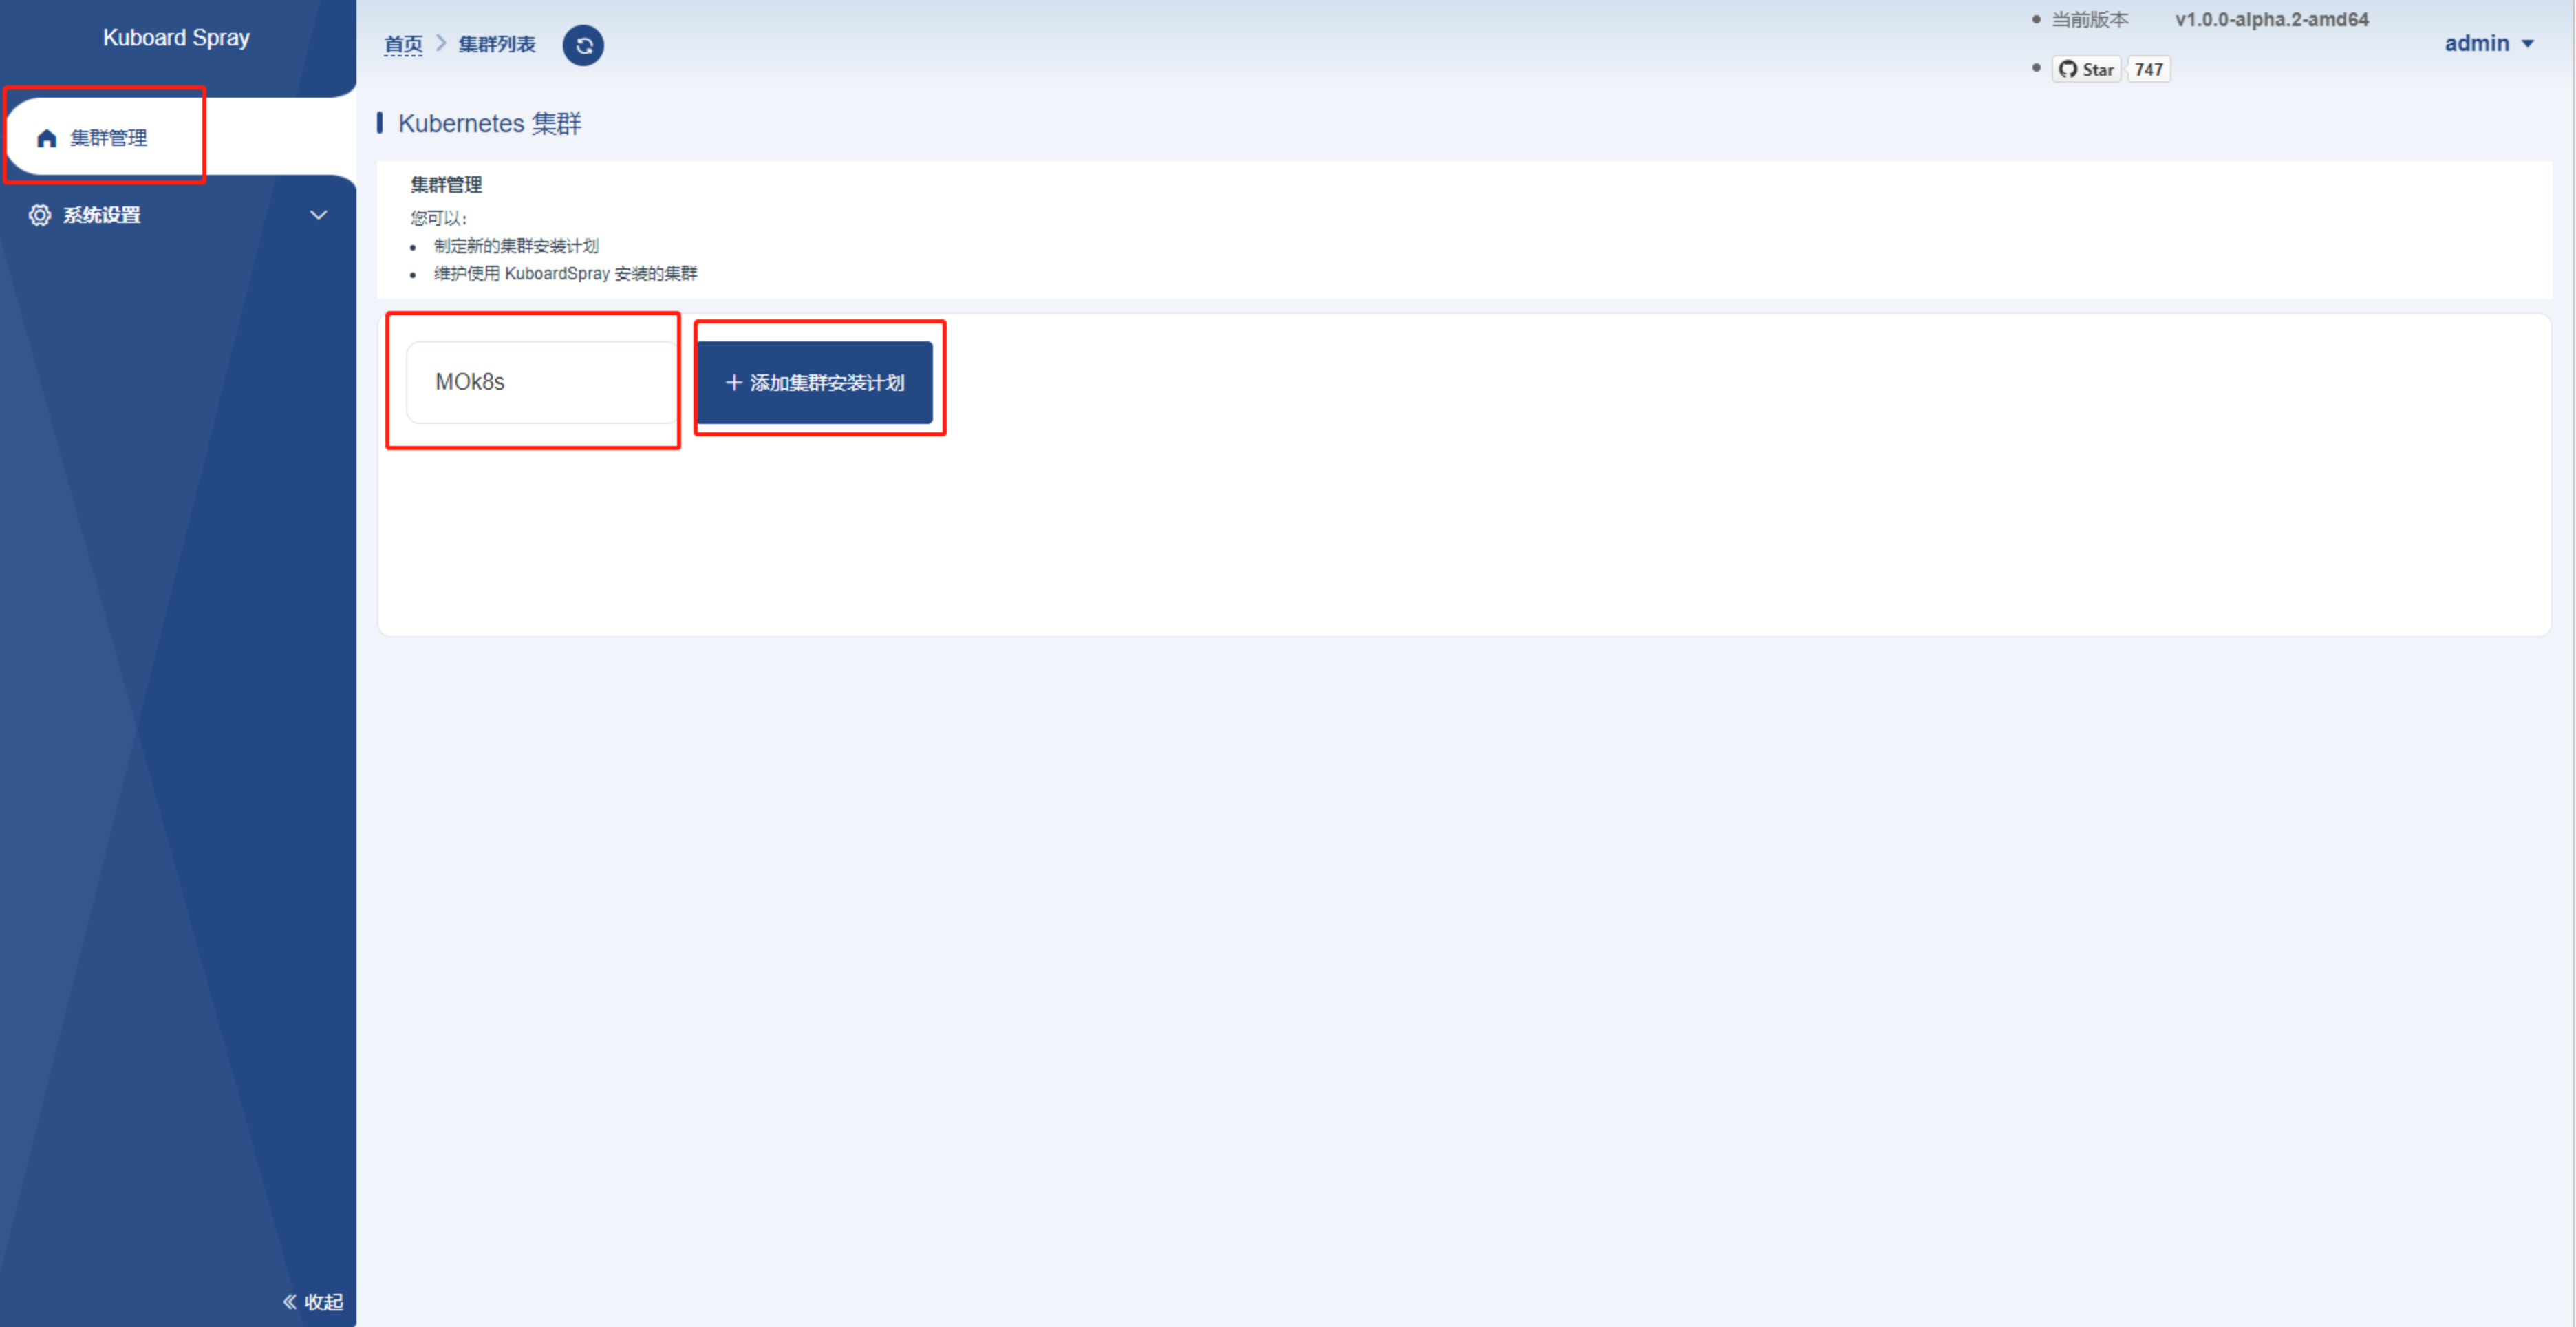 Kuboard Spray
集群管理
系统设置
收起
首页 > 集群列表
当前版本 v1.0.0-alpha.2-amd64
Star 747
admin
Kubernetes 集群
集群管理
您可以：
• 制定新的集群安装计划
• 维护使用 KuboardSpray 安装的集群
MOk8s
+ 添加集群安装计划